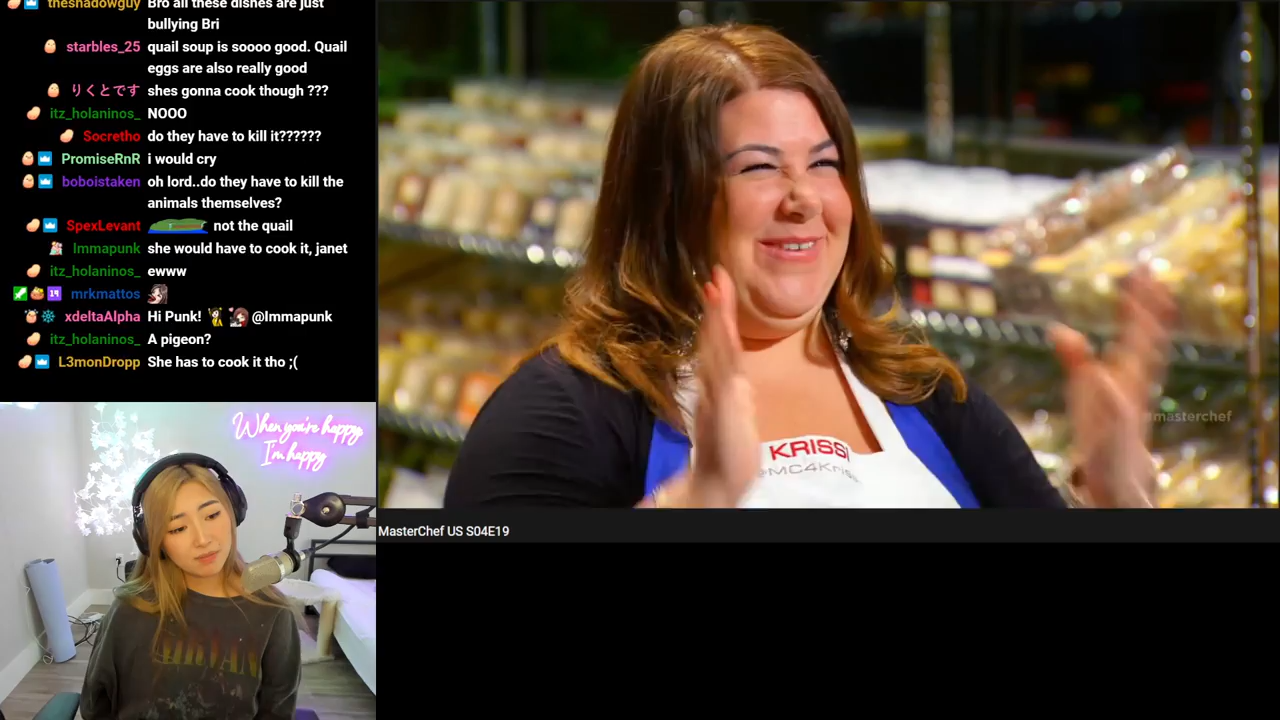 theshadowguy Bro all these dishes are just
bullying Bri
starbles_25 quail soup is soooo good. Quail
eggs are also really good
りくとです shes gonna cook though ???
itz_holaninos_ NOOO
Socretho do they have to kill it??????
PromiseRnR i would cry
boboistaken oh lord..do they have to kill the
animals themselves?
SpexLevant not the quail
Immapunk she would have to cook it, janet
itz_holaninos_ ewww
19 mrkmattos
xdeltaAlpha Hi Punk! @Immapunk
itz_holaninos_ A pigeon?
L3monDropp She has to cook it tho ;(
When you're happy
I'm happy
NIRVANA
KRISSI
@MC4Kriss
#masterchef
MasterChef US S04E19